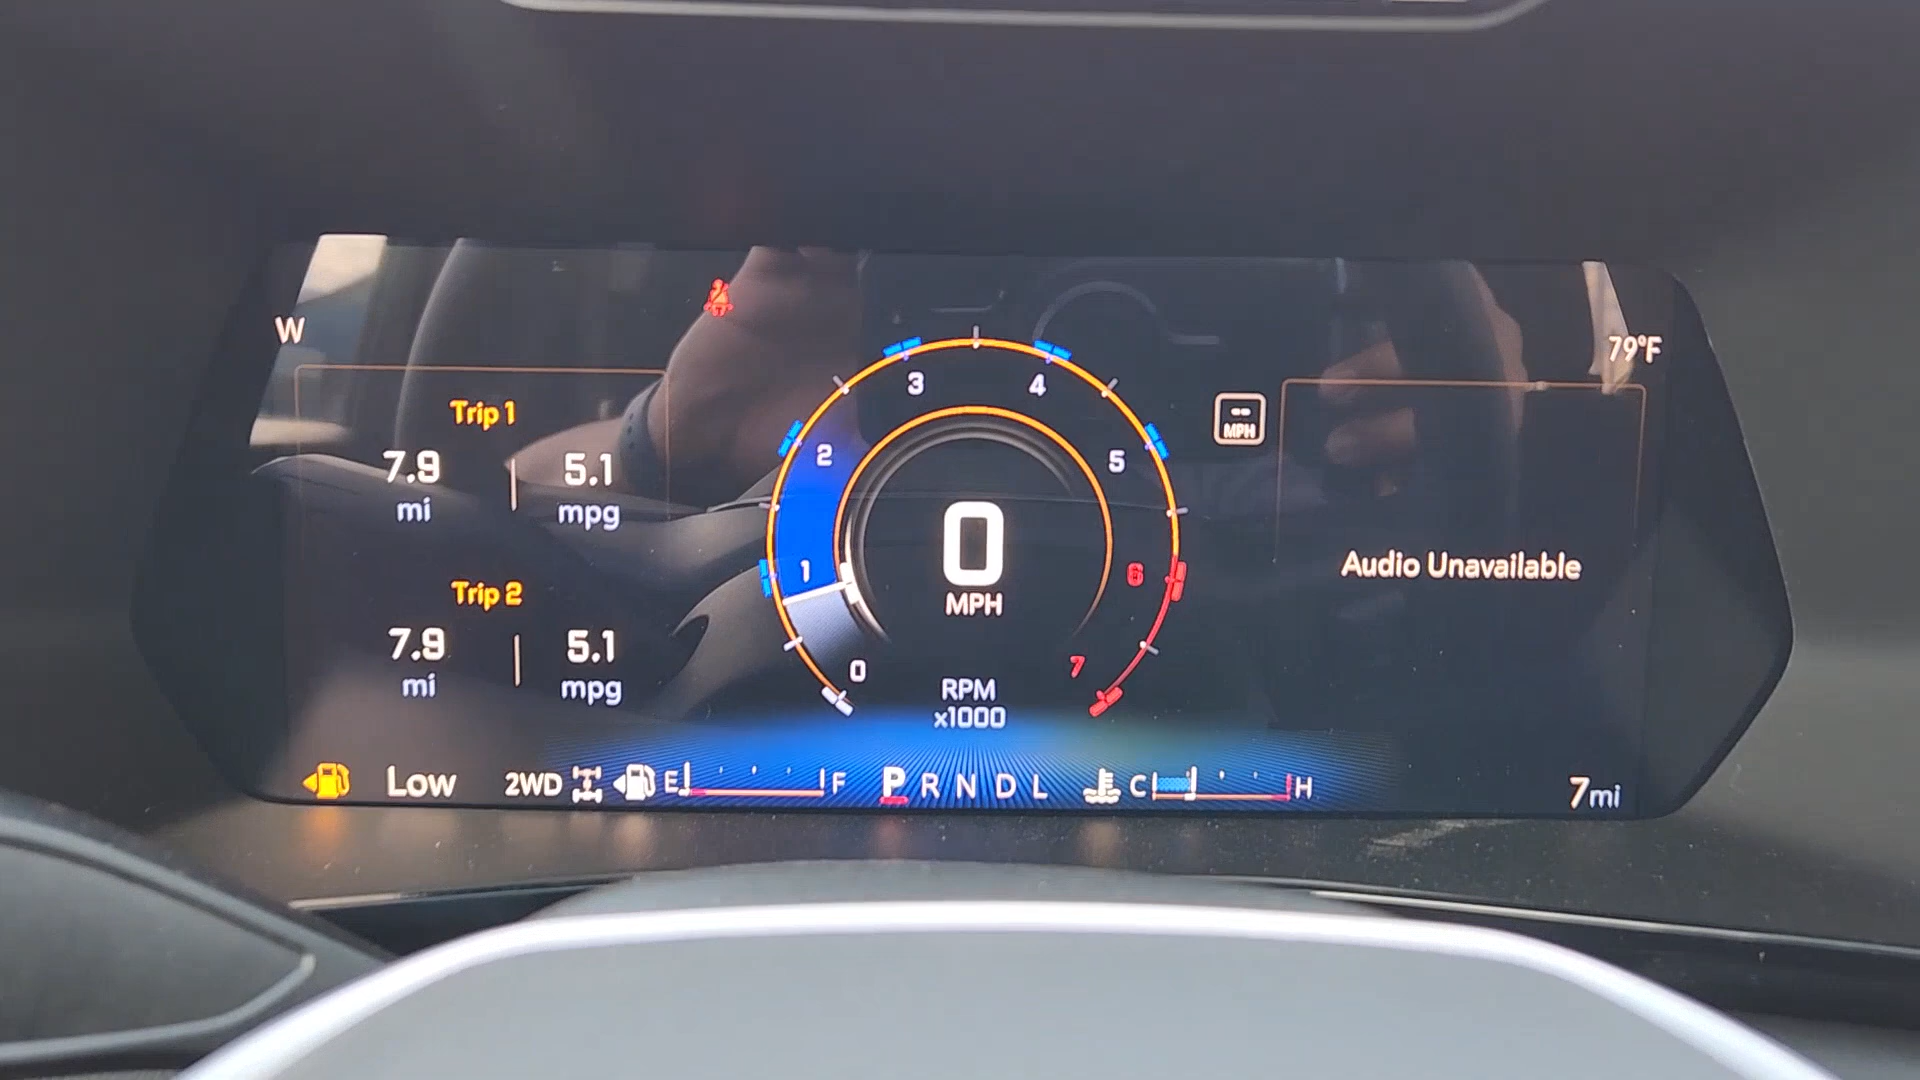 W
79°F
Trip 1
7.9
mi
5.1
mpg
Trip 2
7.9
mi
5.1
mpg
0
1
2
3
4
5
6
7
0
MPH
RPM
x1000
--
MPH
Audio Unavailable
Low
2WD
E
F
P R N D L
C
H
7mi